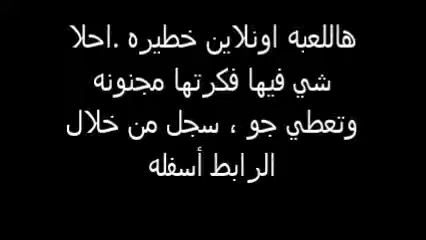 هاللعبه اونلاين خطيره .احلا
شي فيها فكرتها مجنونه
وتعطي جو ، سجل من خلال
الرابط أسفله